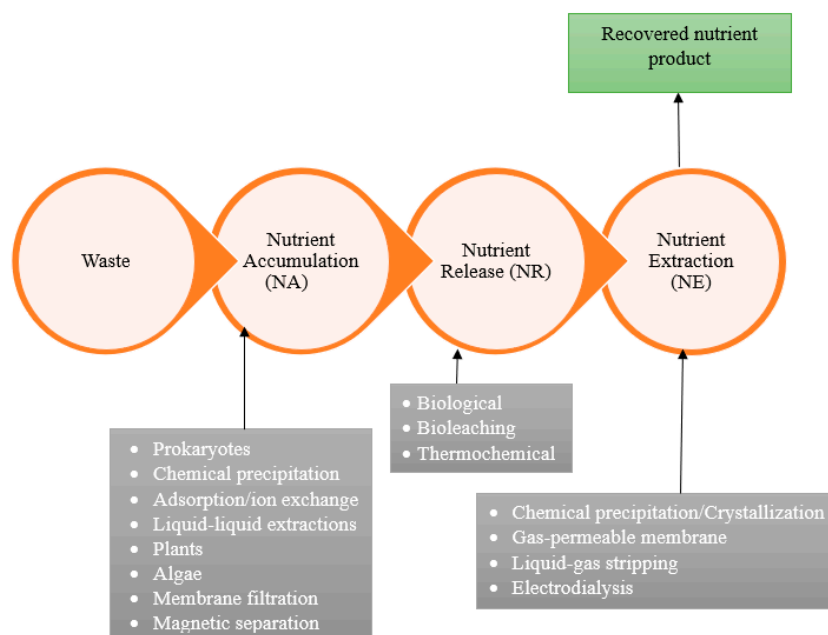 Recovered nutrient
product
Waste
Nutrient
Accumulation
(NA)
Nutrient
Release (NR)
Nutrient
Extraction
(NE)
• Prokaryotes
• Chemical precipitation
• Adsorption/ion exchange
• Liquid-liquid extractions
• Plants
• Algae
• Membrane filtration
• Magnetic separation
• Biological
• Bioleaching
• Thermochemical
• Chemical precipitation/Crystallization
• Gas-permeable membrane
• Liquid-gas stripping
• Electrodialysis